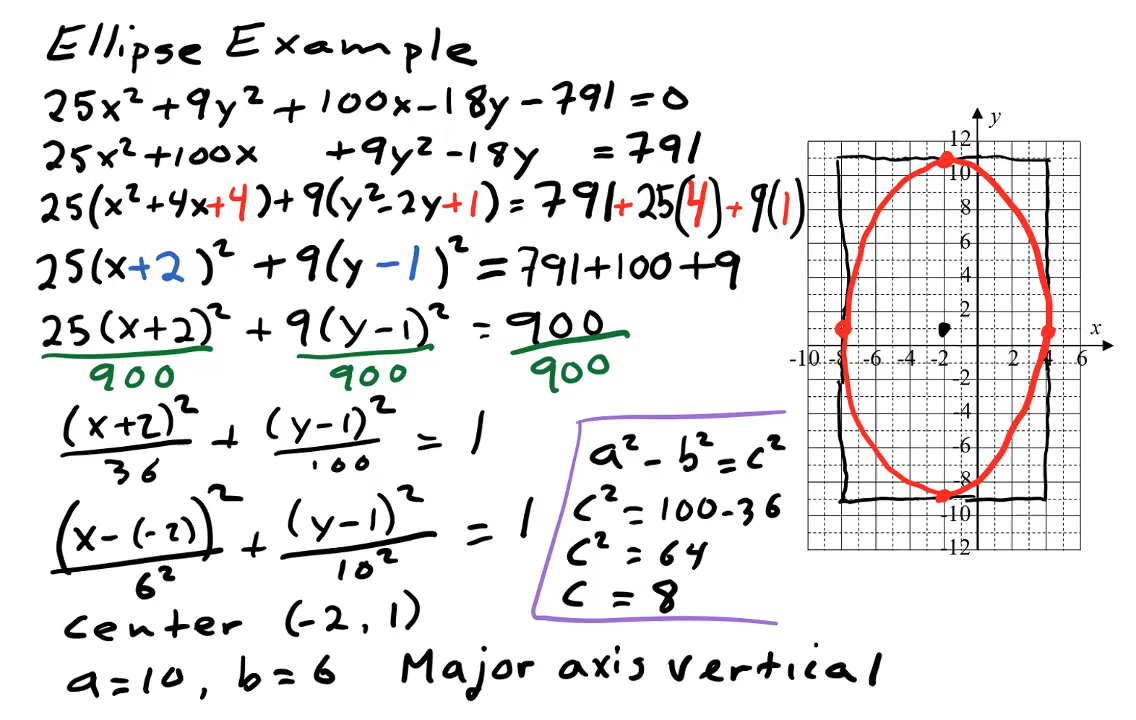 Ellipse Example
25x² + 9y² + 100x - 18y - 791 = 0
25x² + 100x + 9y² - 18y = 791
25(x² + 4x + 4) + 9(y² - 2y + 1) = 791 + 25(4) + 9(1)
25(x + 2)² + 9(y - 1)² = 791 + 100 + 9
25(x + 2)²/900 + 9(y - 1)²/900 = 900/900
(x + 2)²/36 + (y - 1)²/100 = 1
(x - (-2))²/6² + (y - 1)²/10² = 1
center (-2, 1)
a = 10, b = 6 Major axis vertical
a² - b² = c²
c² = 100 - 36
c² = 64
c = 8
y
12
10
8
6
4
2
x
-10 -8 -6 -4 -2 2 4 6
-2
-4
6
-8
-10
-12